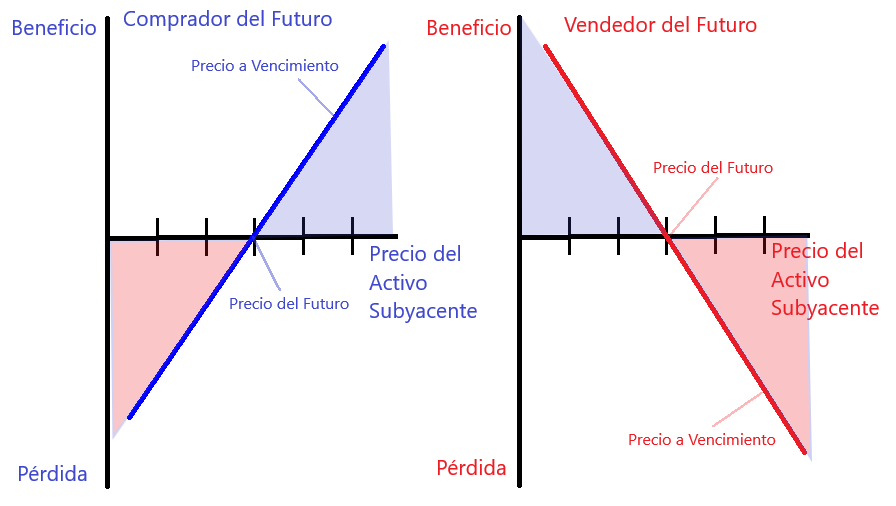 Comprador del Futuro
Beneficio
Precio a Vencimiento
Precio del Futuro
Precio del
Activo
Subyacente
Pérdida
Vendedor del Futuro
Beneficio
Precio del Futuro
Precio del
Activo
Subyacente
Precio a Vencimiento
Pérdida